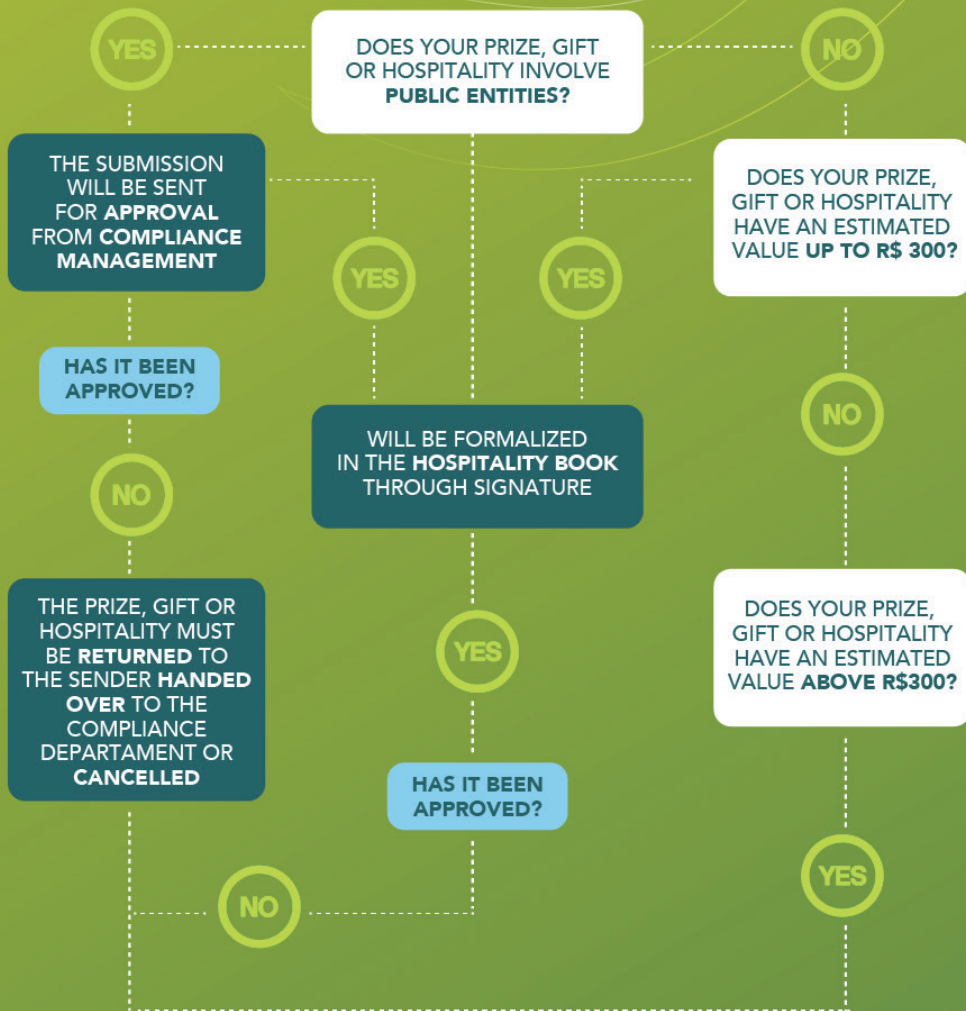 YES
DOES YOUR PRIZE, GIFT
OR HOSPITALITY INVOLVE
PUBLIC ENTITIES?
NO
THE SUBMISSION
WILL BE SENT
FOR APPROVAL
FROM COMPLIANCE
MANAGEMENT
YES
YES
DOES YOUR PRIZE,
GIFT OR HOSPITALITY
HAVE AN ESTIMATED
VALUE UP TO R$ 300?
HAS IT BEEN
APPROVED?
NO
WILL BE FORMALIZED
IN THE HOSPITALITY BOOK
THROUGH SIGNATURE
NO
THE PRIZE, GIFT OR
HOSPITALITY MUST
BE RETURNED TO
THE SENDER HANDED
OVER TO THE
COMPLIANCE
DEPARTAMENT OR
CANCELLED
YES
DOES YOUR PRIZE,
GIFT OR HOSPITALITY
HAVE AN ESTIMATED
VALUE ABOVE R$300?
HAS IT BEEN
APPROVED?
NO
YES